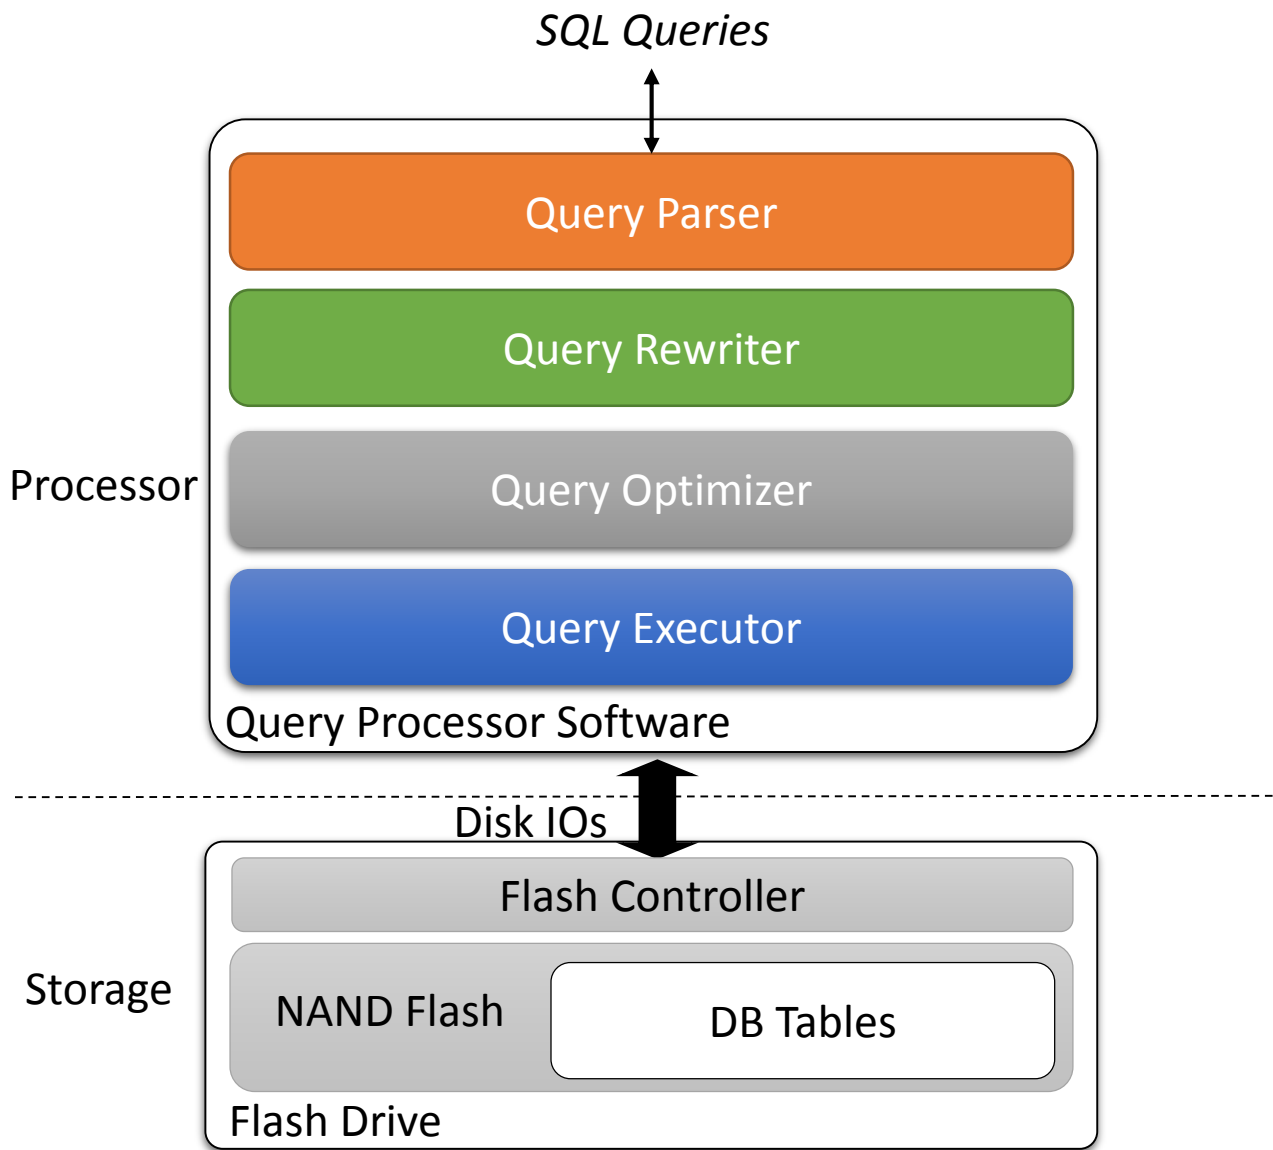 SQL Queries
Query Parser
Query Rewriter
Processor
Query Optimizer
Query Executor
Query Processor Software
Disk IOs
Flash Controller
Storage
NAND Flash
DB Tables
Flash Drive